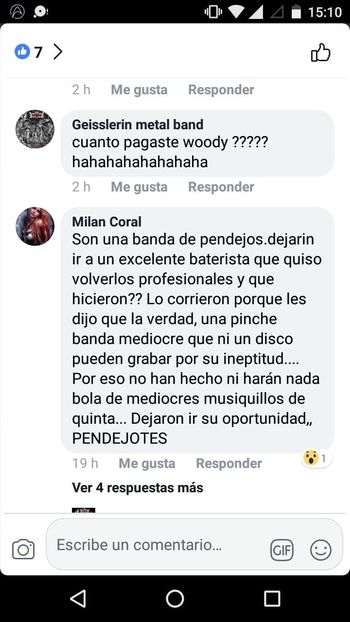 15:10
7
2 h Me gusta Responder
Geisslerin metal band
cuanto pagaste woody ?????
hahahahahahahaha
2 h Me gusta Responder
Milan Coral
Son una banda de pendejos.dejarin
ir a un excelente baterista que quiso
volverlos profesionales y que
hicieron?? Lo corrieron porque les
dijo que la verdad, una pinche
banda mediocre que ni un disco
pueden grabar por su ineptitud....
Por eso no han hecho ni harán nada
bola de mediocres musiquillos de
quinta... Dejaron ir su oportunidad,,
PENDEJOTES
1
19 h Me gusta Responder
Ver 4 respuestas más
Escribe un comentario...
GIF